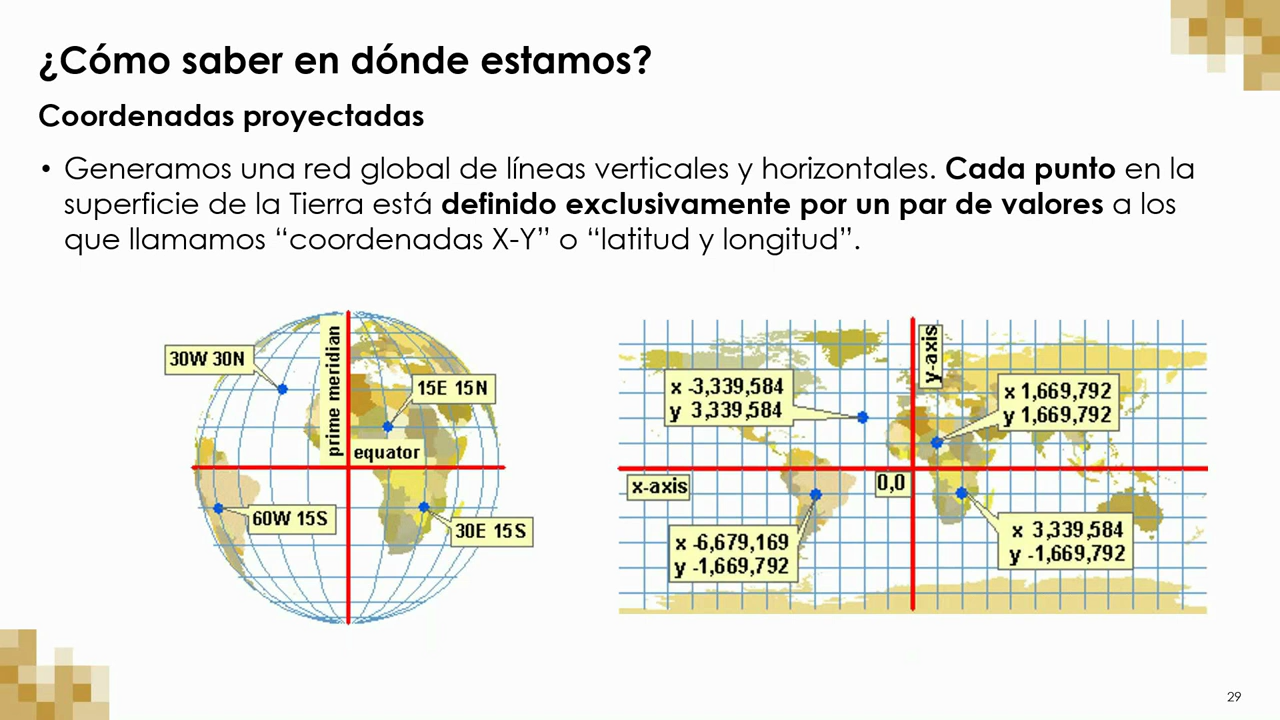 ¿Cómo saber en dónde estamos?
Coordenadas proyectadas
• Generamos una red global de líneas verticales y horizontales. Cada punto en la
superficie de la Tierra está definido exclusivamente por un par de valores a los
que llamamos “coordenadas X-Y” o “latitud y longitud”.
30W 30N
prime meridian
15E 15N
equator
60W 15S
30E 15S
y-axis
x -3,339,584
y 3,339,584
x 1,669,792
y 1,669,792
x-axis
0,0
x -6,679,169
y -1,669,792
x 3,339,584
y -1,669,792
29